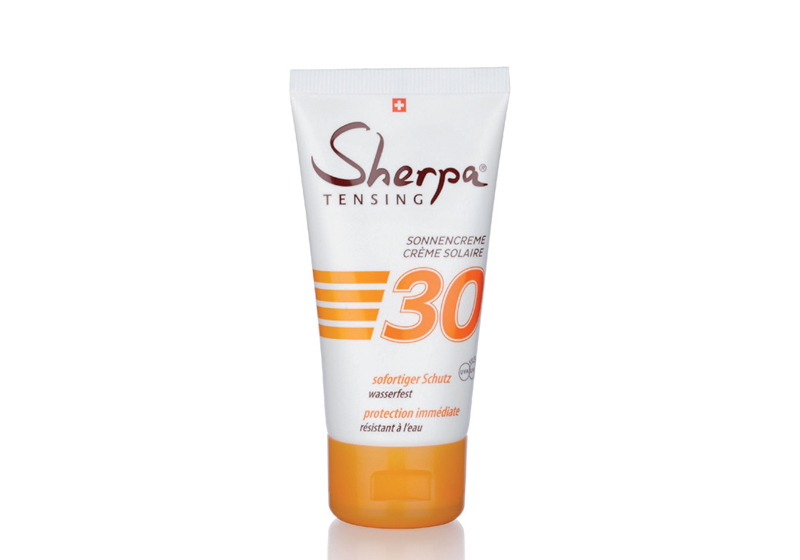 Sherpa®
TENSING
SONNENCREME
CRÈME SOLAIRE
30
sofortiger Schutz
wasserfest
protection immédiate
résistant à l'eau